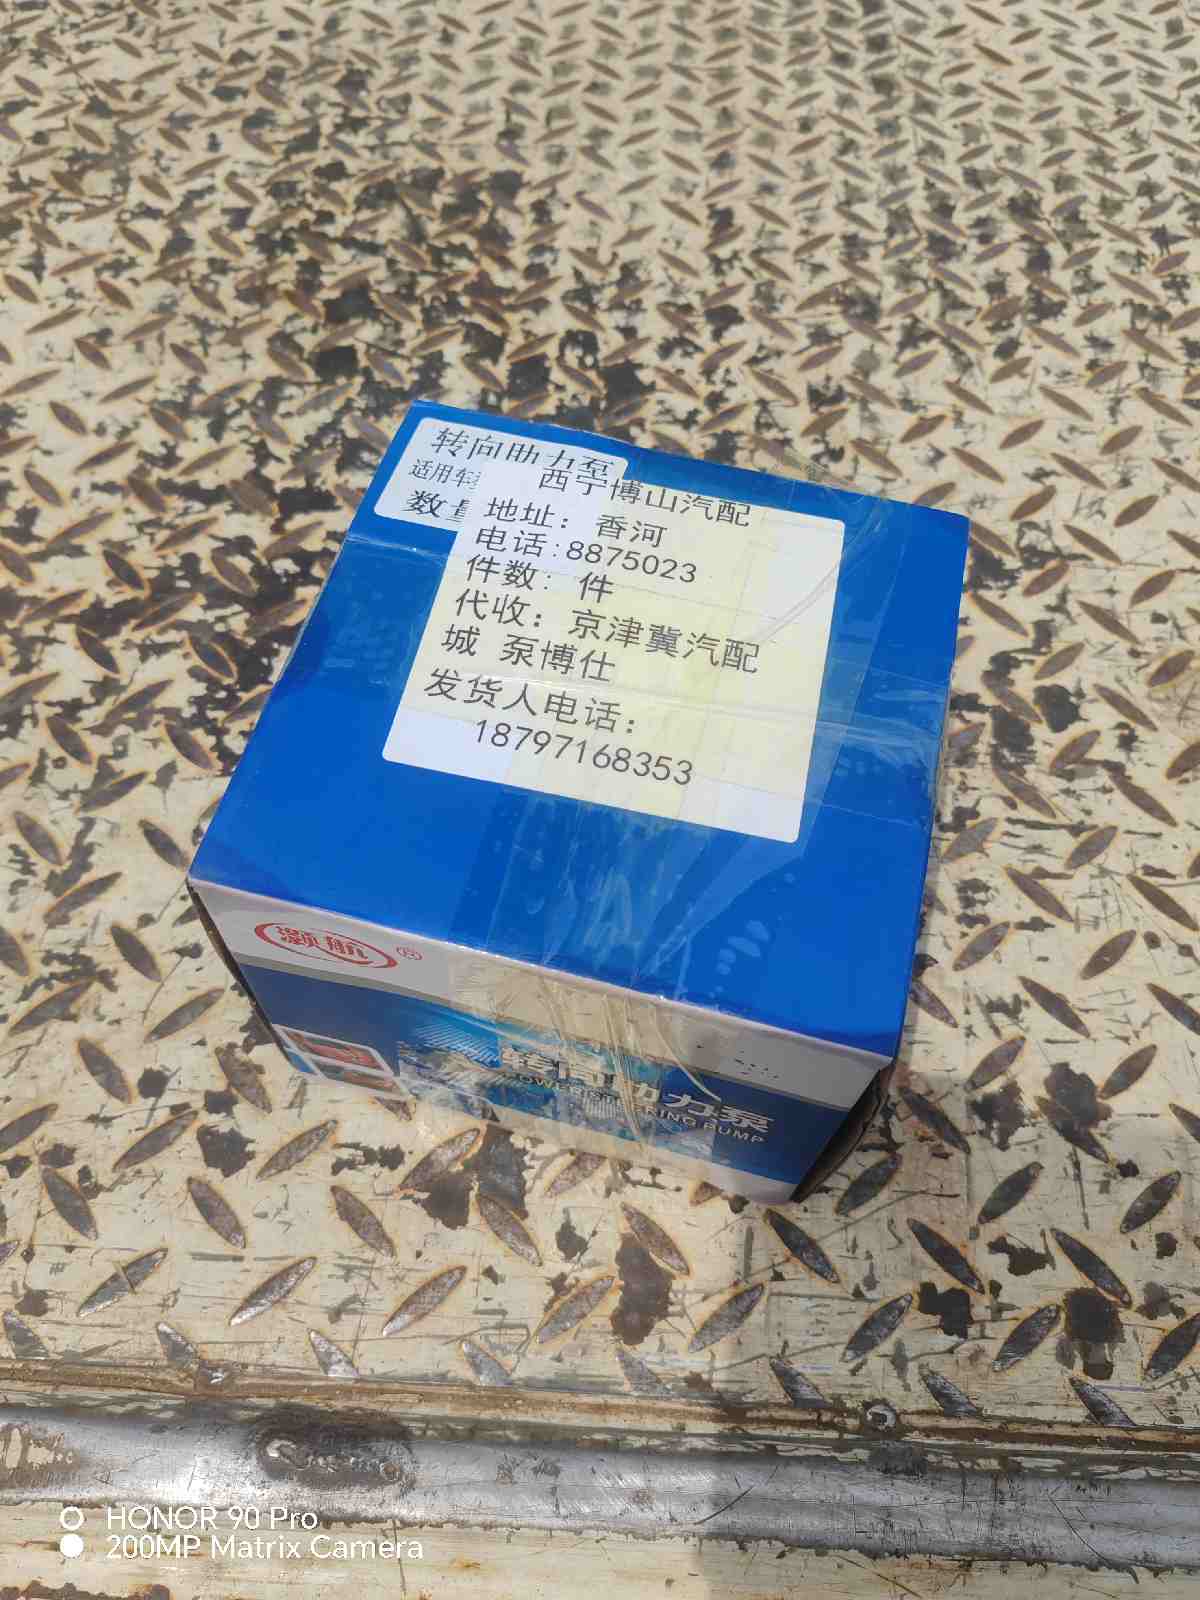 转向助力泵
适用车
数量
西宁博山汽配
地址： 香河
电话:8875023
件数: 件
代收：京津冀汽配
城 泵博仕
发货人电话：
18797168353
灏航®
转向助力泵
POWER STEERING PUMP
HONOR 90 Pro
200MP Matrix Camera